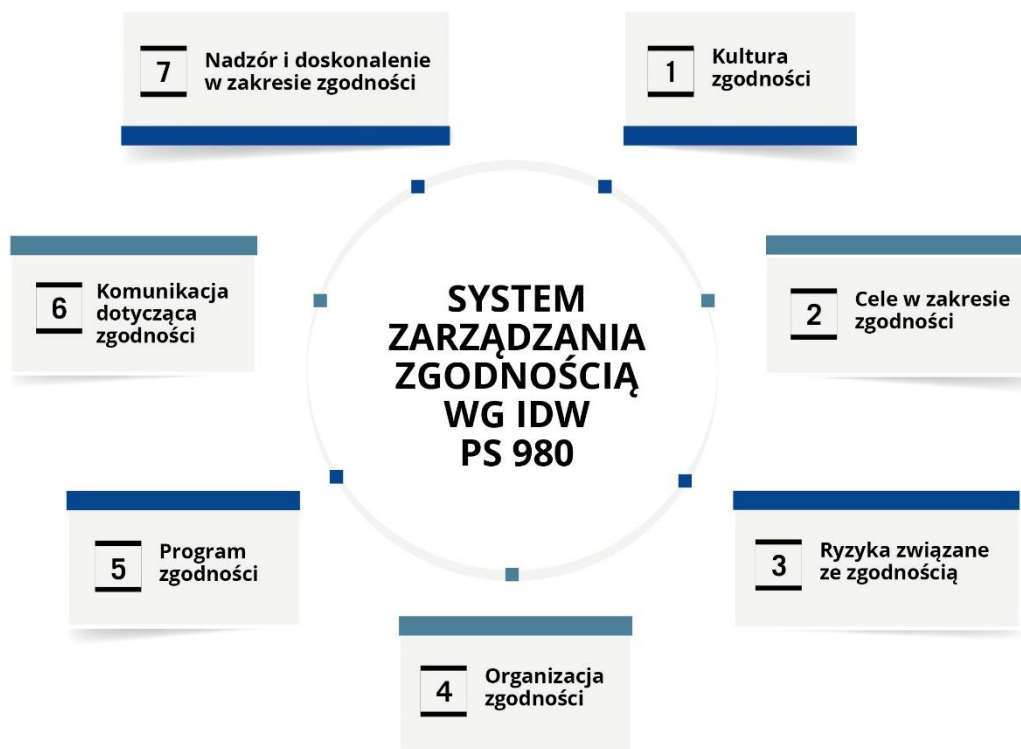 7
Nadzór i doskonalenie
w zakresie zgodności
1
Kultura
zgodności
6
Komunikacja
dotycząca
zgodności
SYSTEM
ZARZĄDZANIA
ZGODNOŚCIĄ
WG IDW
PS 980
2
Cele w zakresie
zgodności
5
Program
zgodności
3
Ryzyka związane
ze zgodnością
4
Organizacja
zgodności